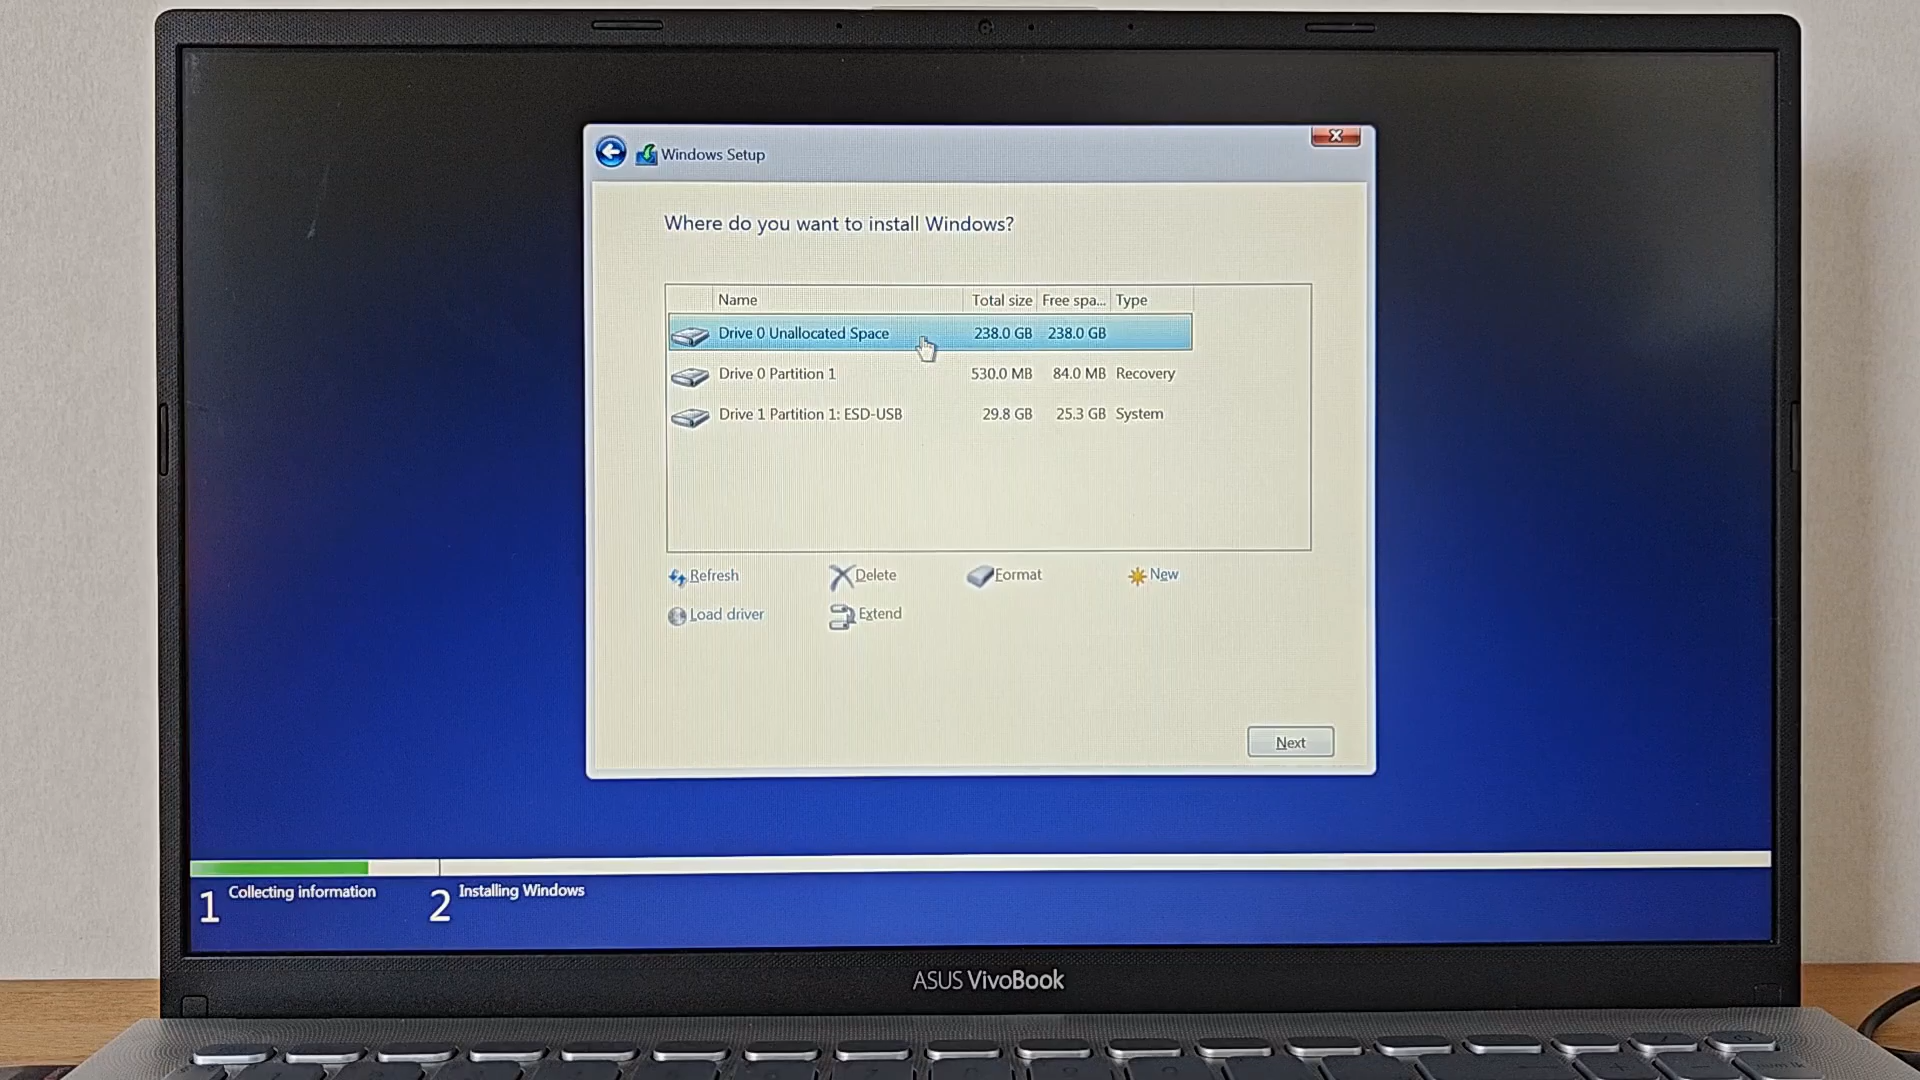 Windows Setup
Where do you want to install Windows?
Name Total size Free spa... Type
Drive 0 Unallocated Space 238.0 GB 238.0 GB
Drive 0 Partition 1 530.0 MB 84.0 MB Recovery
Drive 1 Partition 1: ESD-USB 29.8 GB 25.3 GB System
Refresh Delete Format New
Load driver Extend
Next
1 Collecting information 2 Installing Windows
ASUS VivoBook